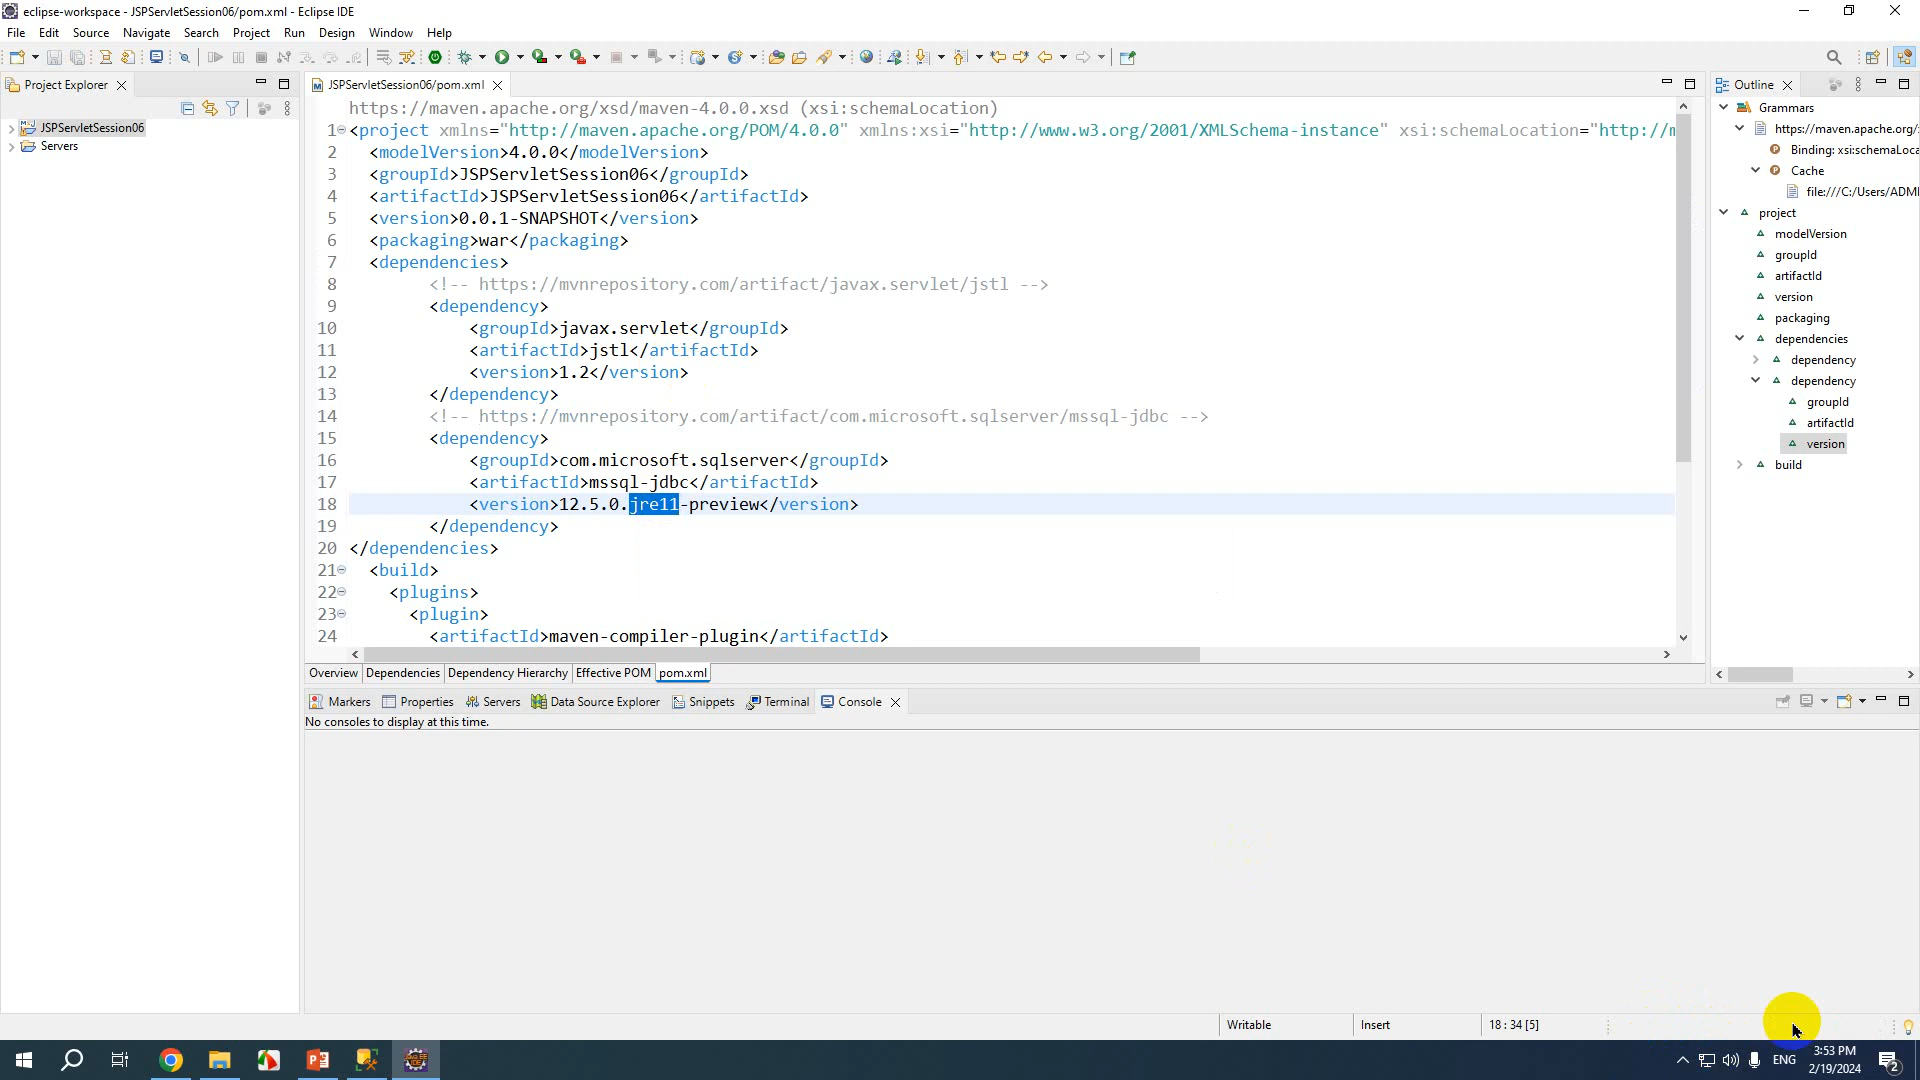 eclipse-workspace - JSPServletSession06/pom.xml - Eclipse IDE
File Edit Source Navigate Search Project Run Design Window Help
Project Explorer
JSPServletSession06
Servers
JSPServletSession06/pom.xml
https://maven.apache.org/xsd/maven-4.0.0.xsd (xsi:schemaLocation)
1 <project xmlns="http://maven.apache.org/POM/4.0.0" xmlns:xsi="http://www.w3.org/2001/XMLSchema-instance" xsi:schemaLocation="http://m
2 <modelVersion>4.0.0</modelVersion>
3 <groupId>JSPServletSession06</groupId>
4 <artifactId>JSPServletSession06</artifactId>
5 <version>0.0.1-SNAPSHOT</version>
6 <packaging>war</packaging>
7 <dependencies>
8 <!-- https://mvnrepository.com/artifact/javax.servlet/jstl -->
9 <dependency>
10 <groupId>javax.servlet</groupId>
11 <artifactId>jstl</artifactId>
12 <version>1.2</version>
13 </dependency>
14 <!-- https://mvnrepository.com/artifact/com.microsoft.sqlserver/mssql-jdbc -->
15 <dependency>
16 <groupId>com.microsoft.sqlserver</groupId>
17 <artifactId>mssql-jdbc</artifactId>
18 <version>12.5.0.jre11-preview</version>
19 </dependency>
20 </dependencies>
21 <build>
22 <plugins>
23 <plugin>
24 <artifactId>maven-compiler-plugin</artifactId>
Overview Dependencies Dependency Hierarchy Effective POM pom.xml
Outline
Grammars
https://maven.apache.org/
Binding: xsi:schemaLoca
Cache
file:///C:/Users/ADMI
project
modelVersion
groupId
artifactId
version
packaging
dependencies
dependency
dependency
groupId
artifactId
version
build
Markers Properties Servers Data Source Explorer Snippets Terminal Console
No consoles to display at this time.
Writable Insert 18 : 34 [5]
ENG
3:53 PM
2/19/2024
2